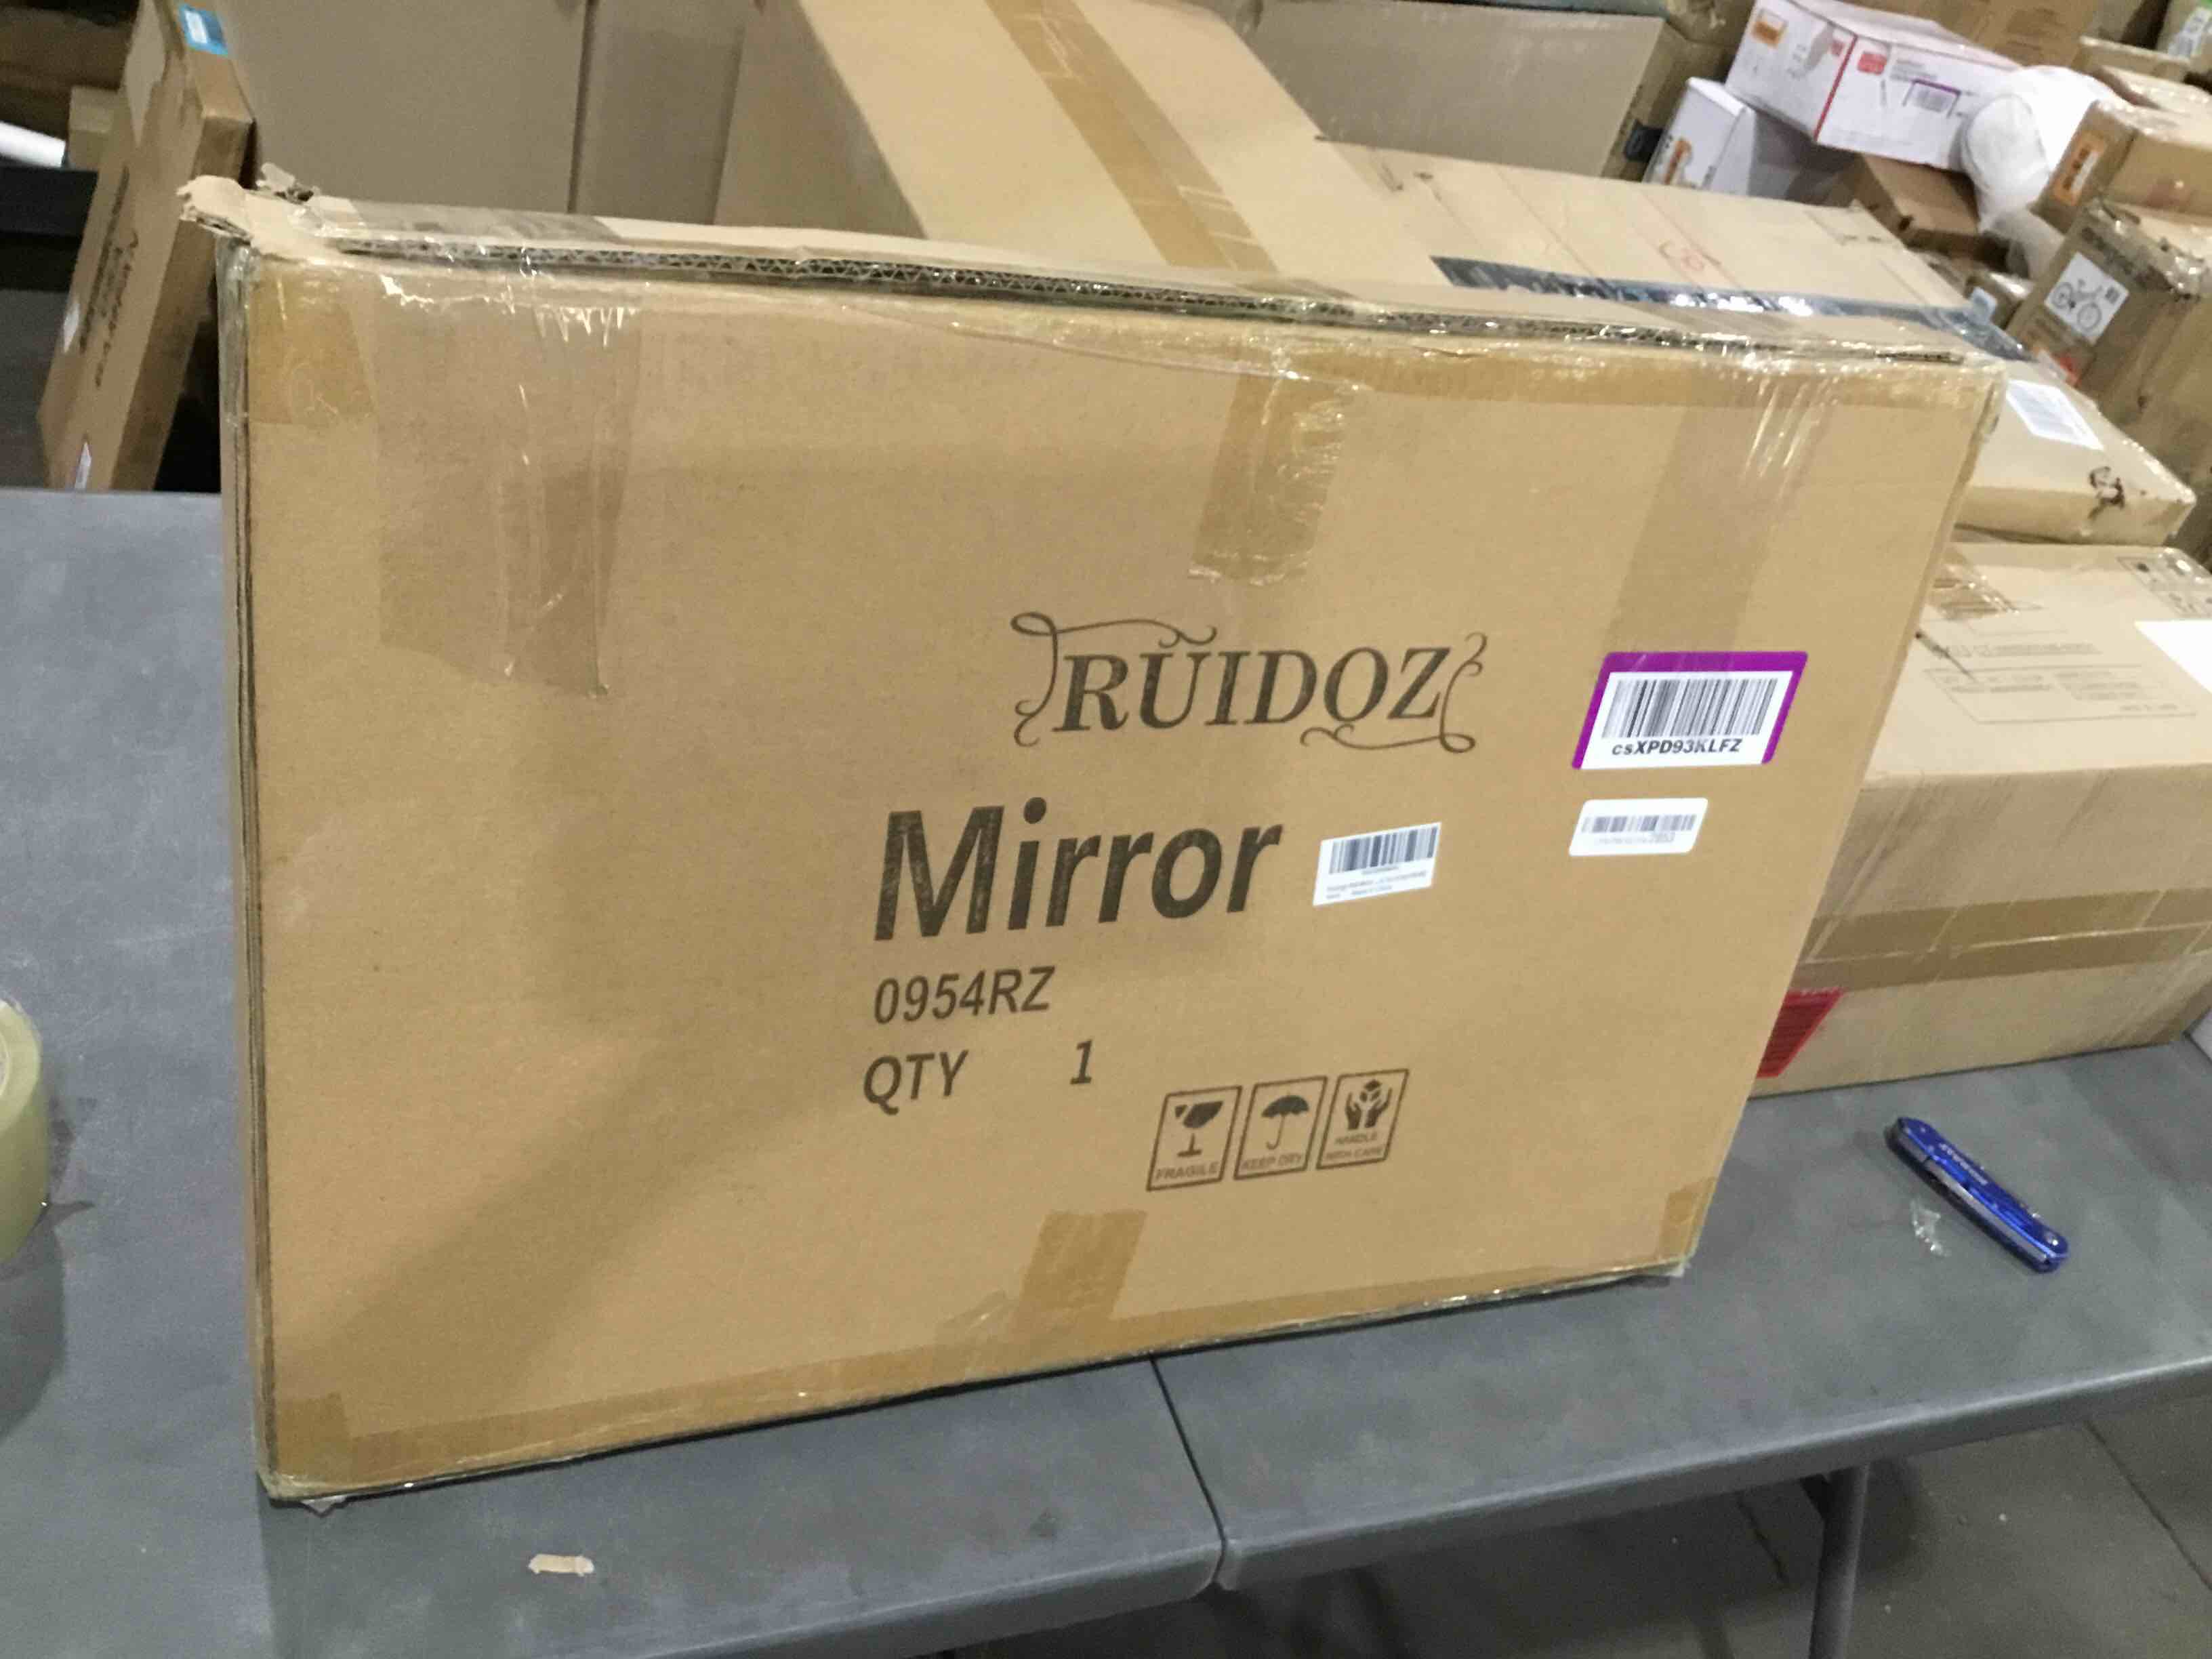 RUIDOZ
csXPD93KLFZ
Mirror
0954RZ
QTY 1
FRAGILE
KEEP DRY
HANDLE
WITH CARE